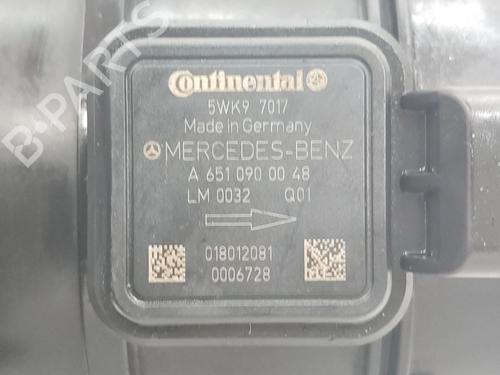 B-PARTS
Continental
5WK9 7017
Made in Germany
MERCEDES-BENZ
A 651 090 00 48
LM 0032 Q01
018012081
0006728